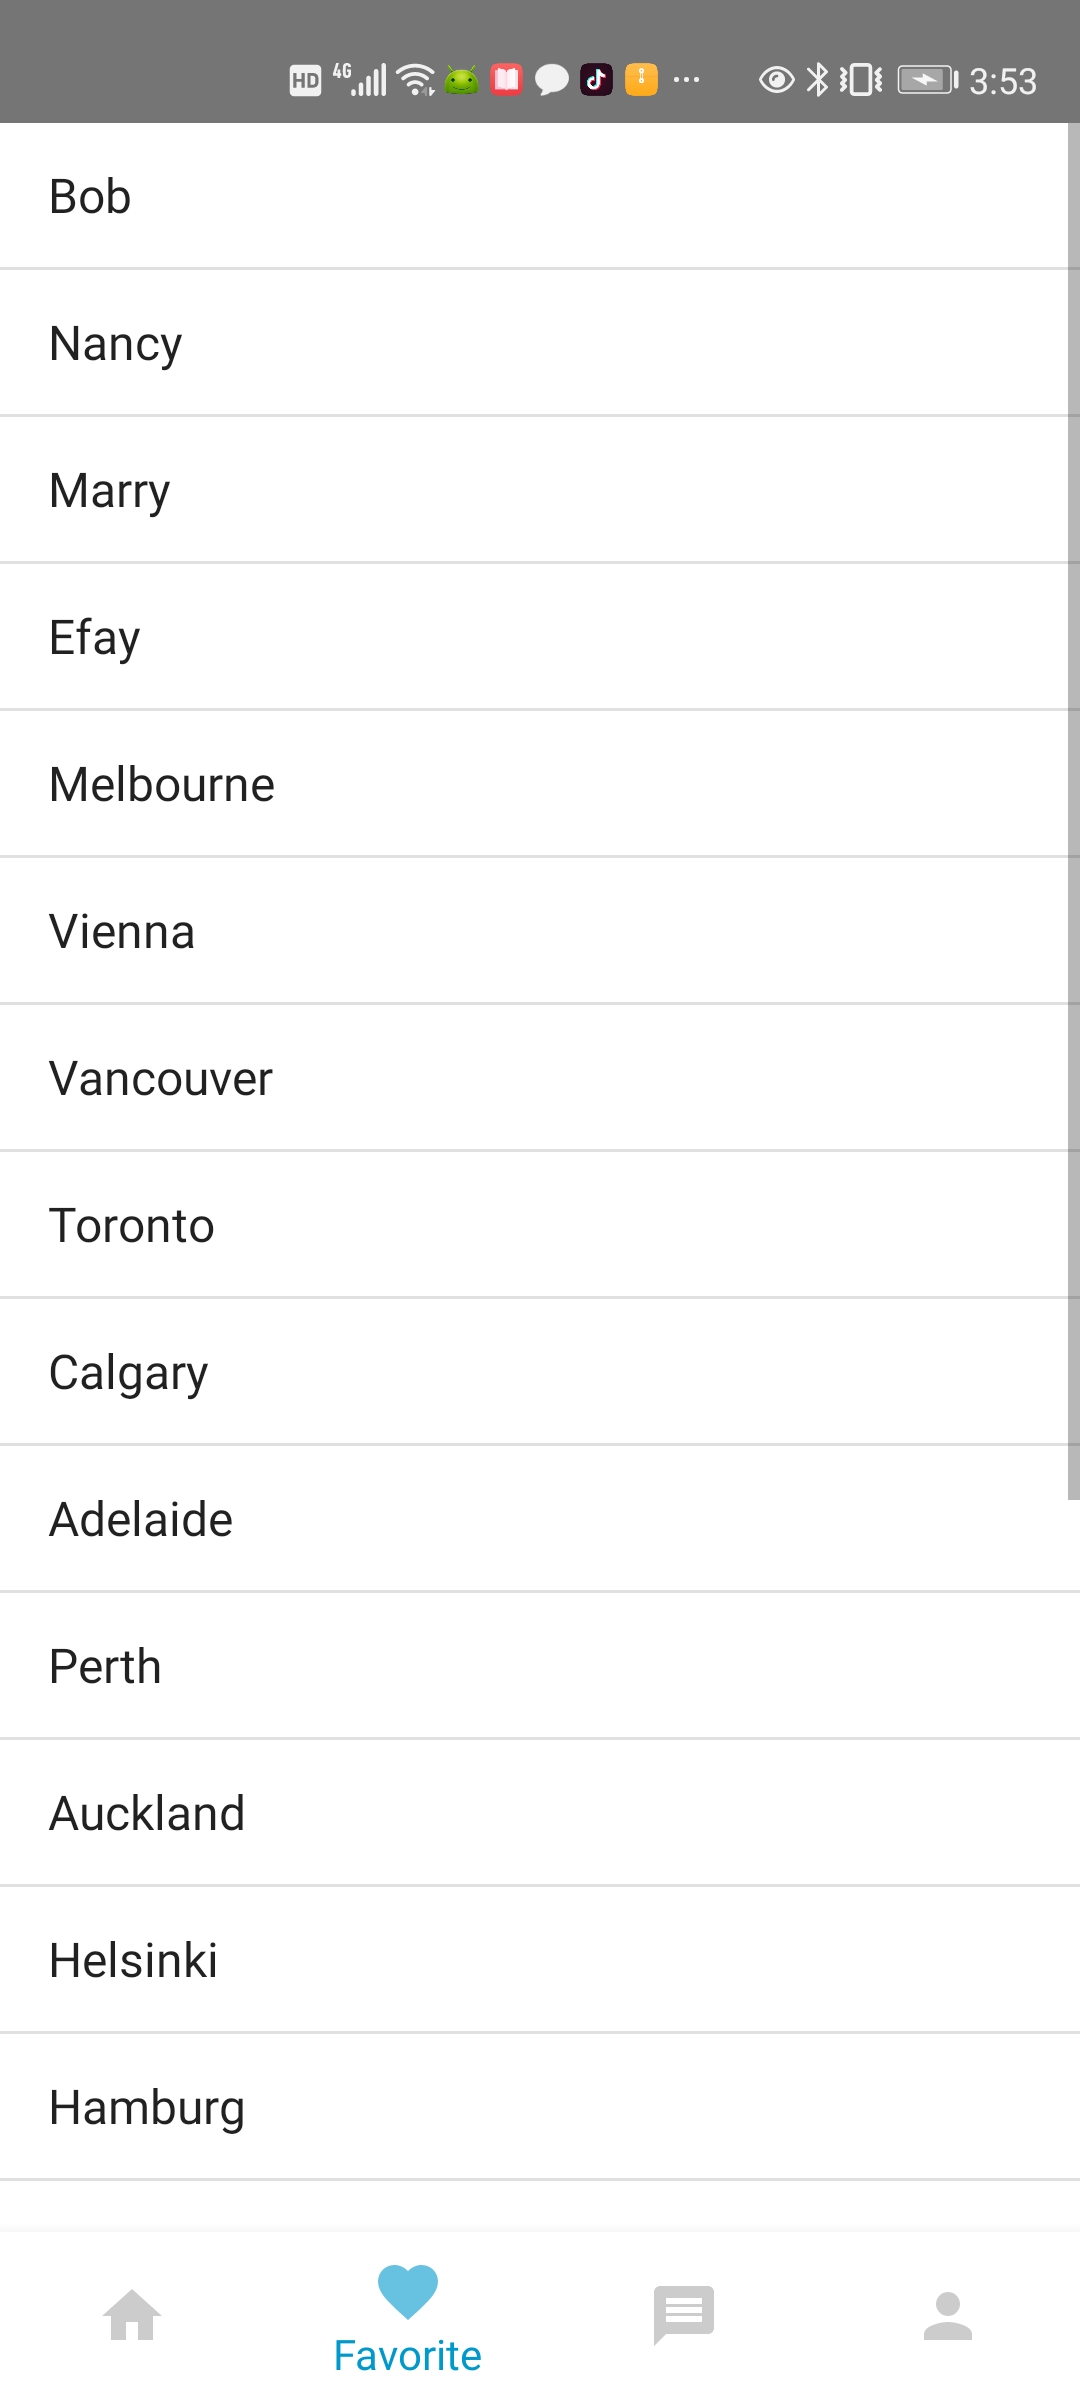 HD 4G 3:53
Bob
Nancy
Marry
Efay
Melbourne
Vienna
Vancouver
Toronto
Calgary
Adelaide
Perth
Auckland
Helsinki
Hamburg
Favorite